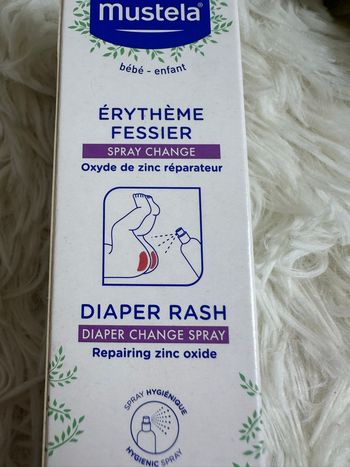 mustela®
bébé - enfant
ÉRYTHÈME
FESSIER
SPRAY CHANGE
Oxyde de zinc réparateur
DIAPER RASH
DIAPER CHANGE SPRAY
Repairing zinc oxide
SPRAY HYGIÉNIQUE
HYGIENIC SPRAY